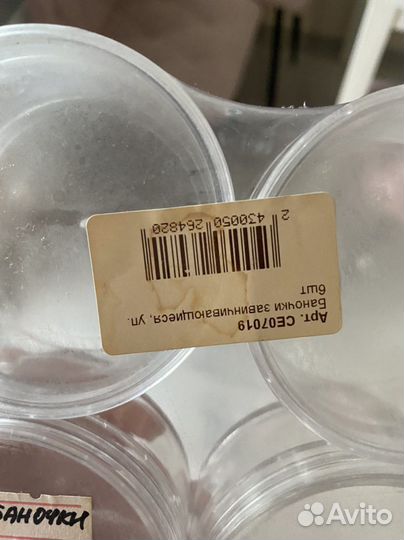 Арт. CE07019
Баночки завинчивающиеся, уп.
6шт
2 430050 264820
БАНОЧКИ
Avito